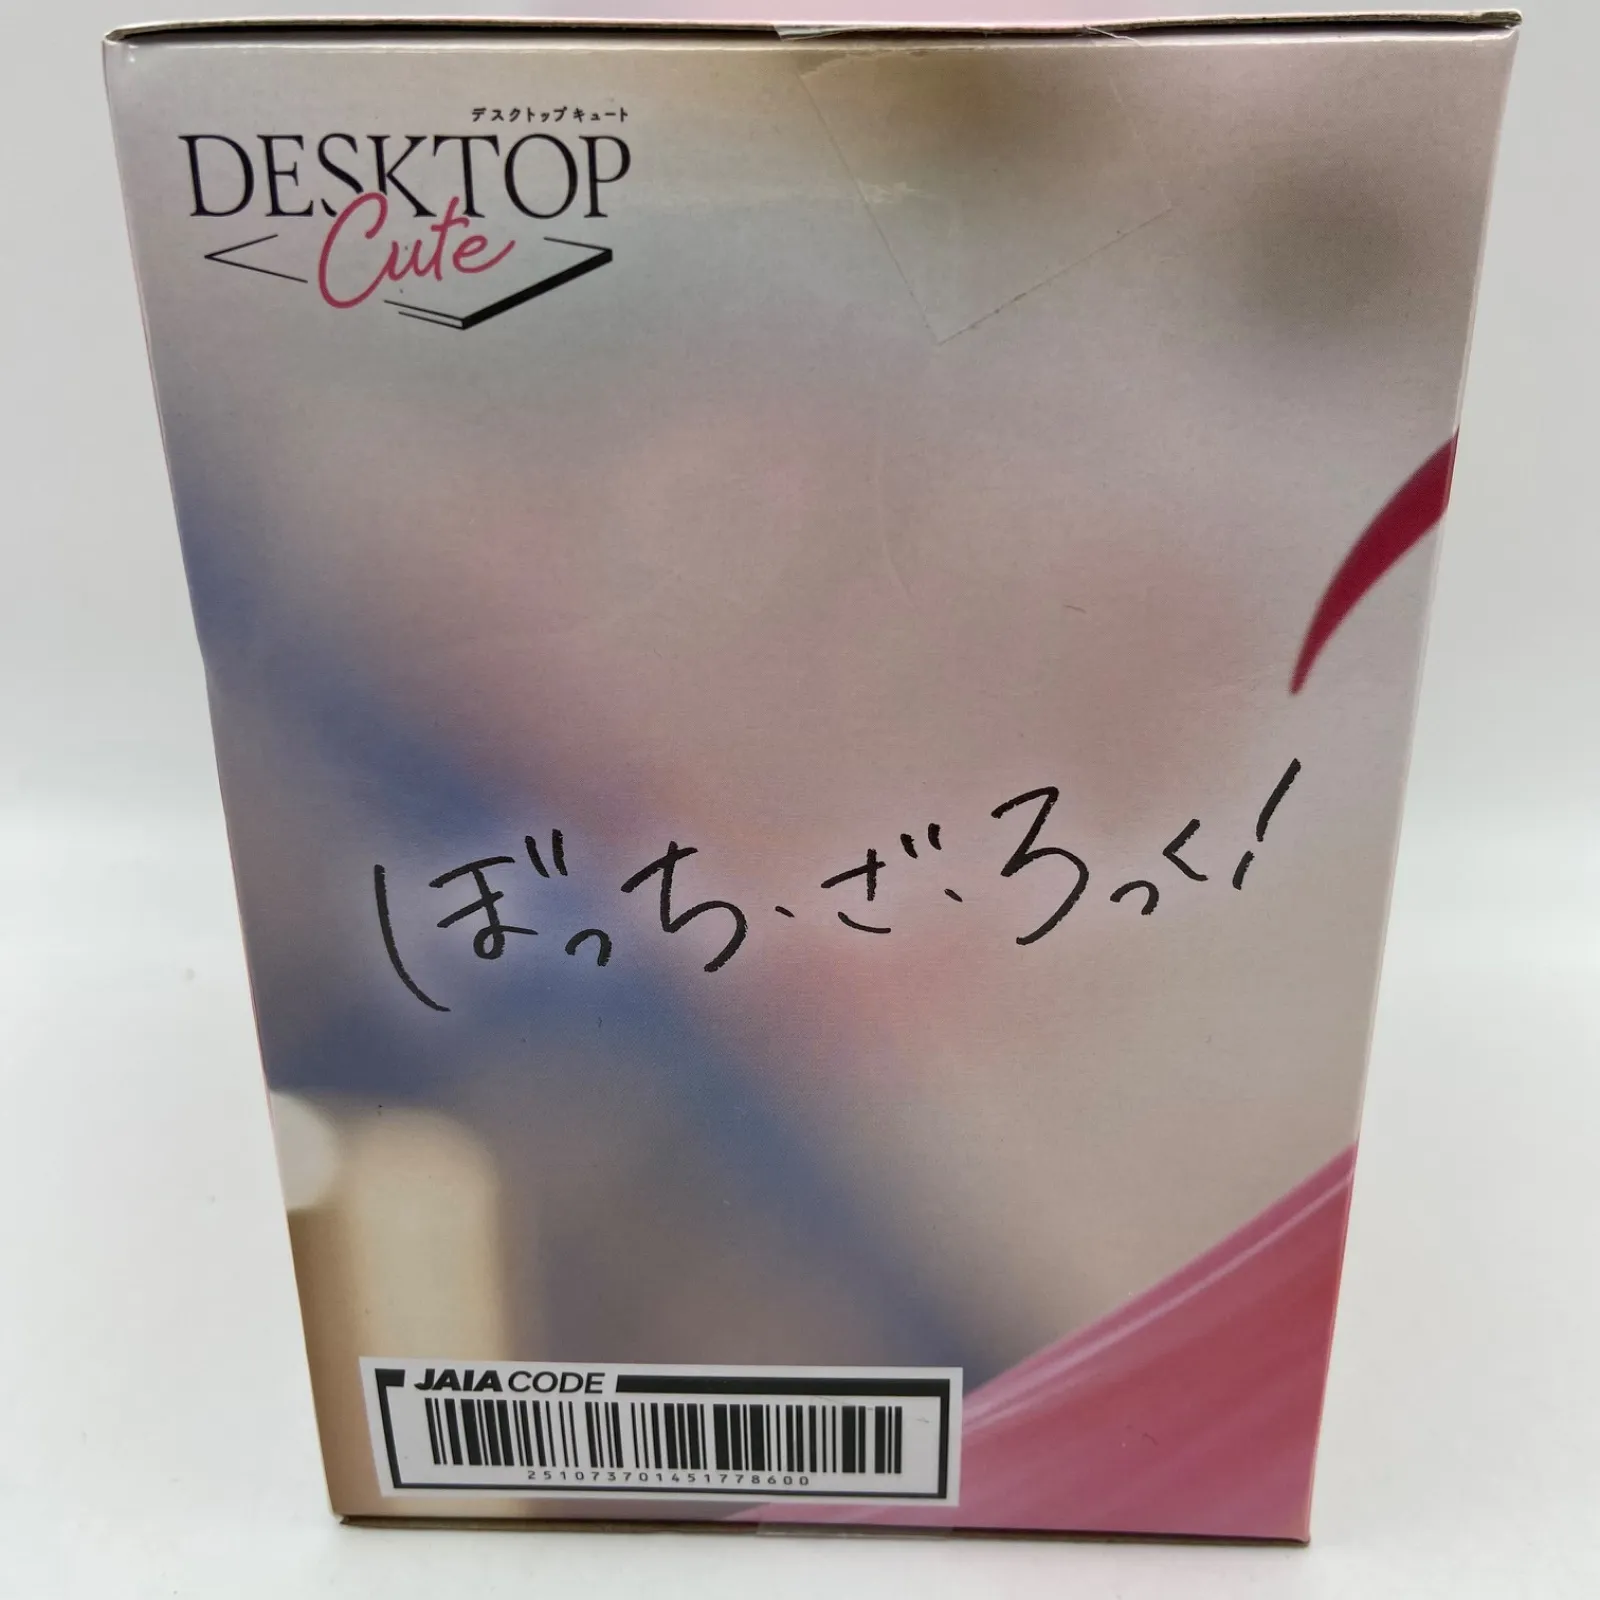 デスクトップキュート
DESKTOP
Cute
ぼっち、ざ、ろっく!
JAIA CODE
251073701451778600